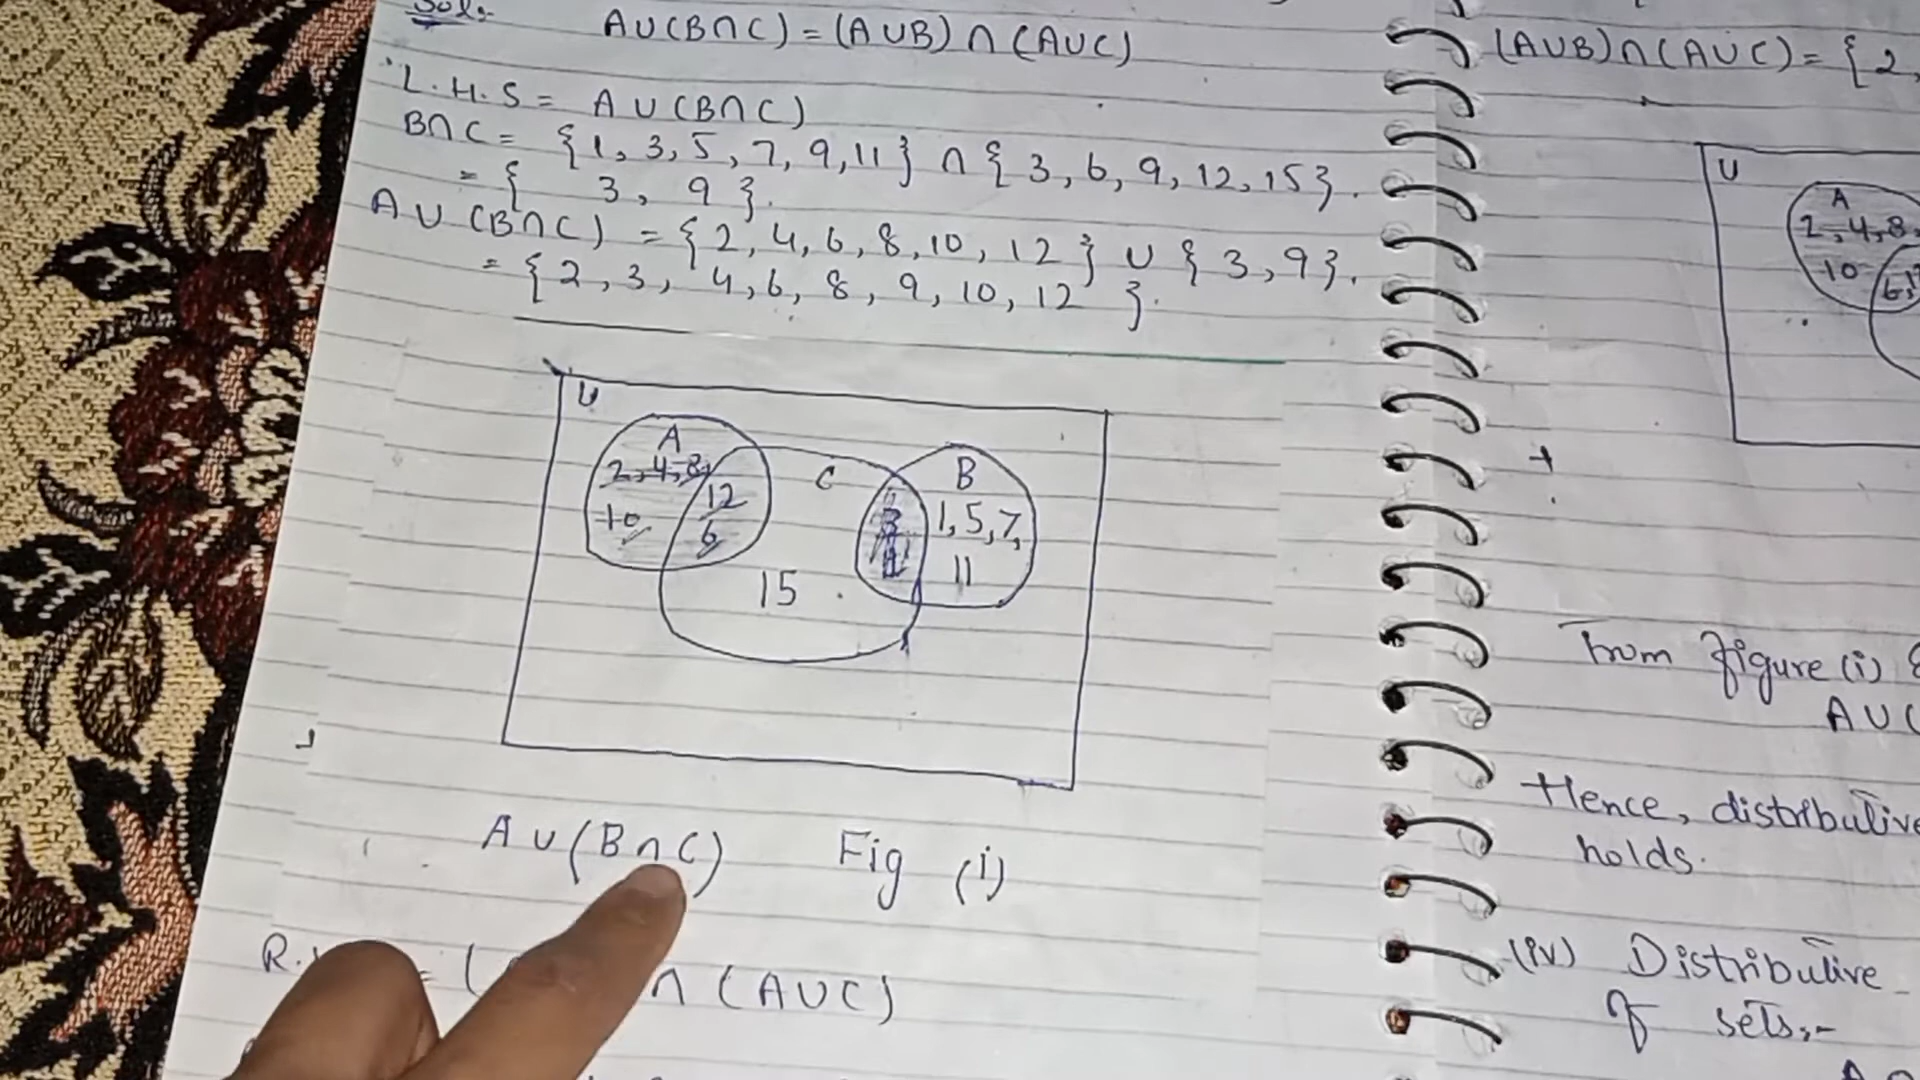 Sol:
A∪(B∩C) = (A∪B)∩(A∪C)
L.H.S = A∪(B∩C)
B∩C = {1, 3, 5, 7, 9, 11} ∩ {3, 6, 9, 12, 15}.
= { 3, 9 }.
A∪(B∩C) = {2, 4, 6, 8, 10, 12} ∪ {3, 9}.
= {2, 3, 4, 6, 8, 9, 10, 12 }.
U
A
C
B
2, 4, 8,
12
3
1, 5, 7,
10
6
11
15
A∪(B∩C) Fig (i)
R. = ( ∩ (A∪C)
(A∪B)∩(A∪C) = {2,
U
A
2, 4, 8,
10
6,
From figure (i)
A∪(
Hence, distributive
holds.
(iv) Distributive
of sets:-